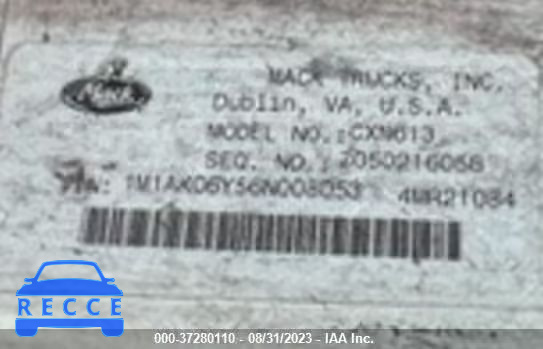 Mack
MACK TRUCKS, INC.
Dublin, VA, U.S.A.
MODEL NO.: CXN613
SEQ. NO.: 2050216058
VIN: 1M1AK06Y56N008053 4MR21084
RECCE
000-37280110 - 08/31/2023 - IAA Inc.